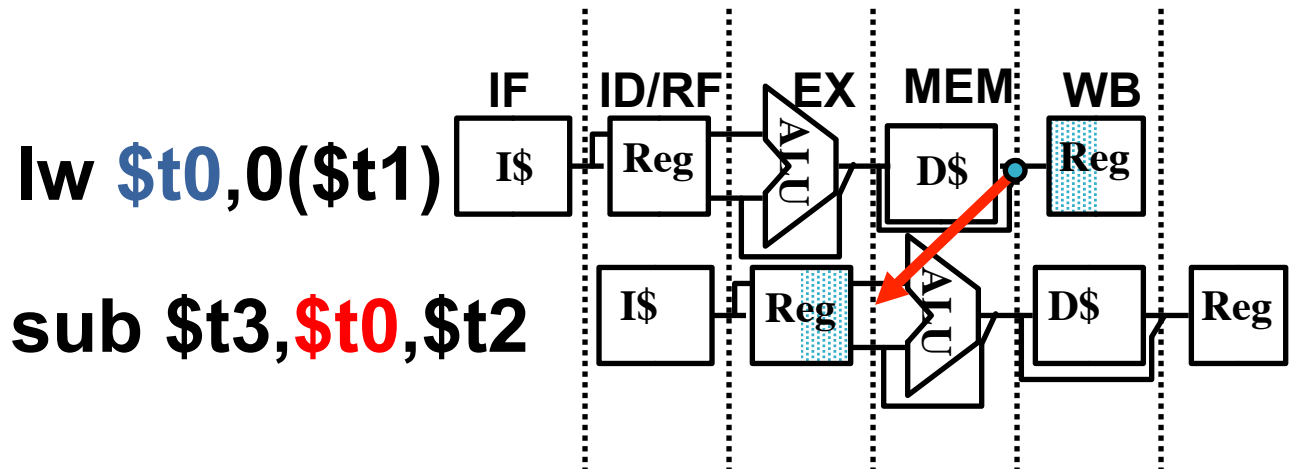 IF ID/RF EX MEM WB
lw $t0,0($t1) I$ Reg ALU D$ Reg
sub $t3,$t0,$t2 I$ Reg ALU D$ Reg